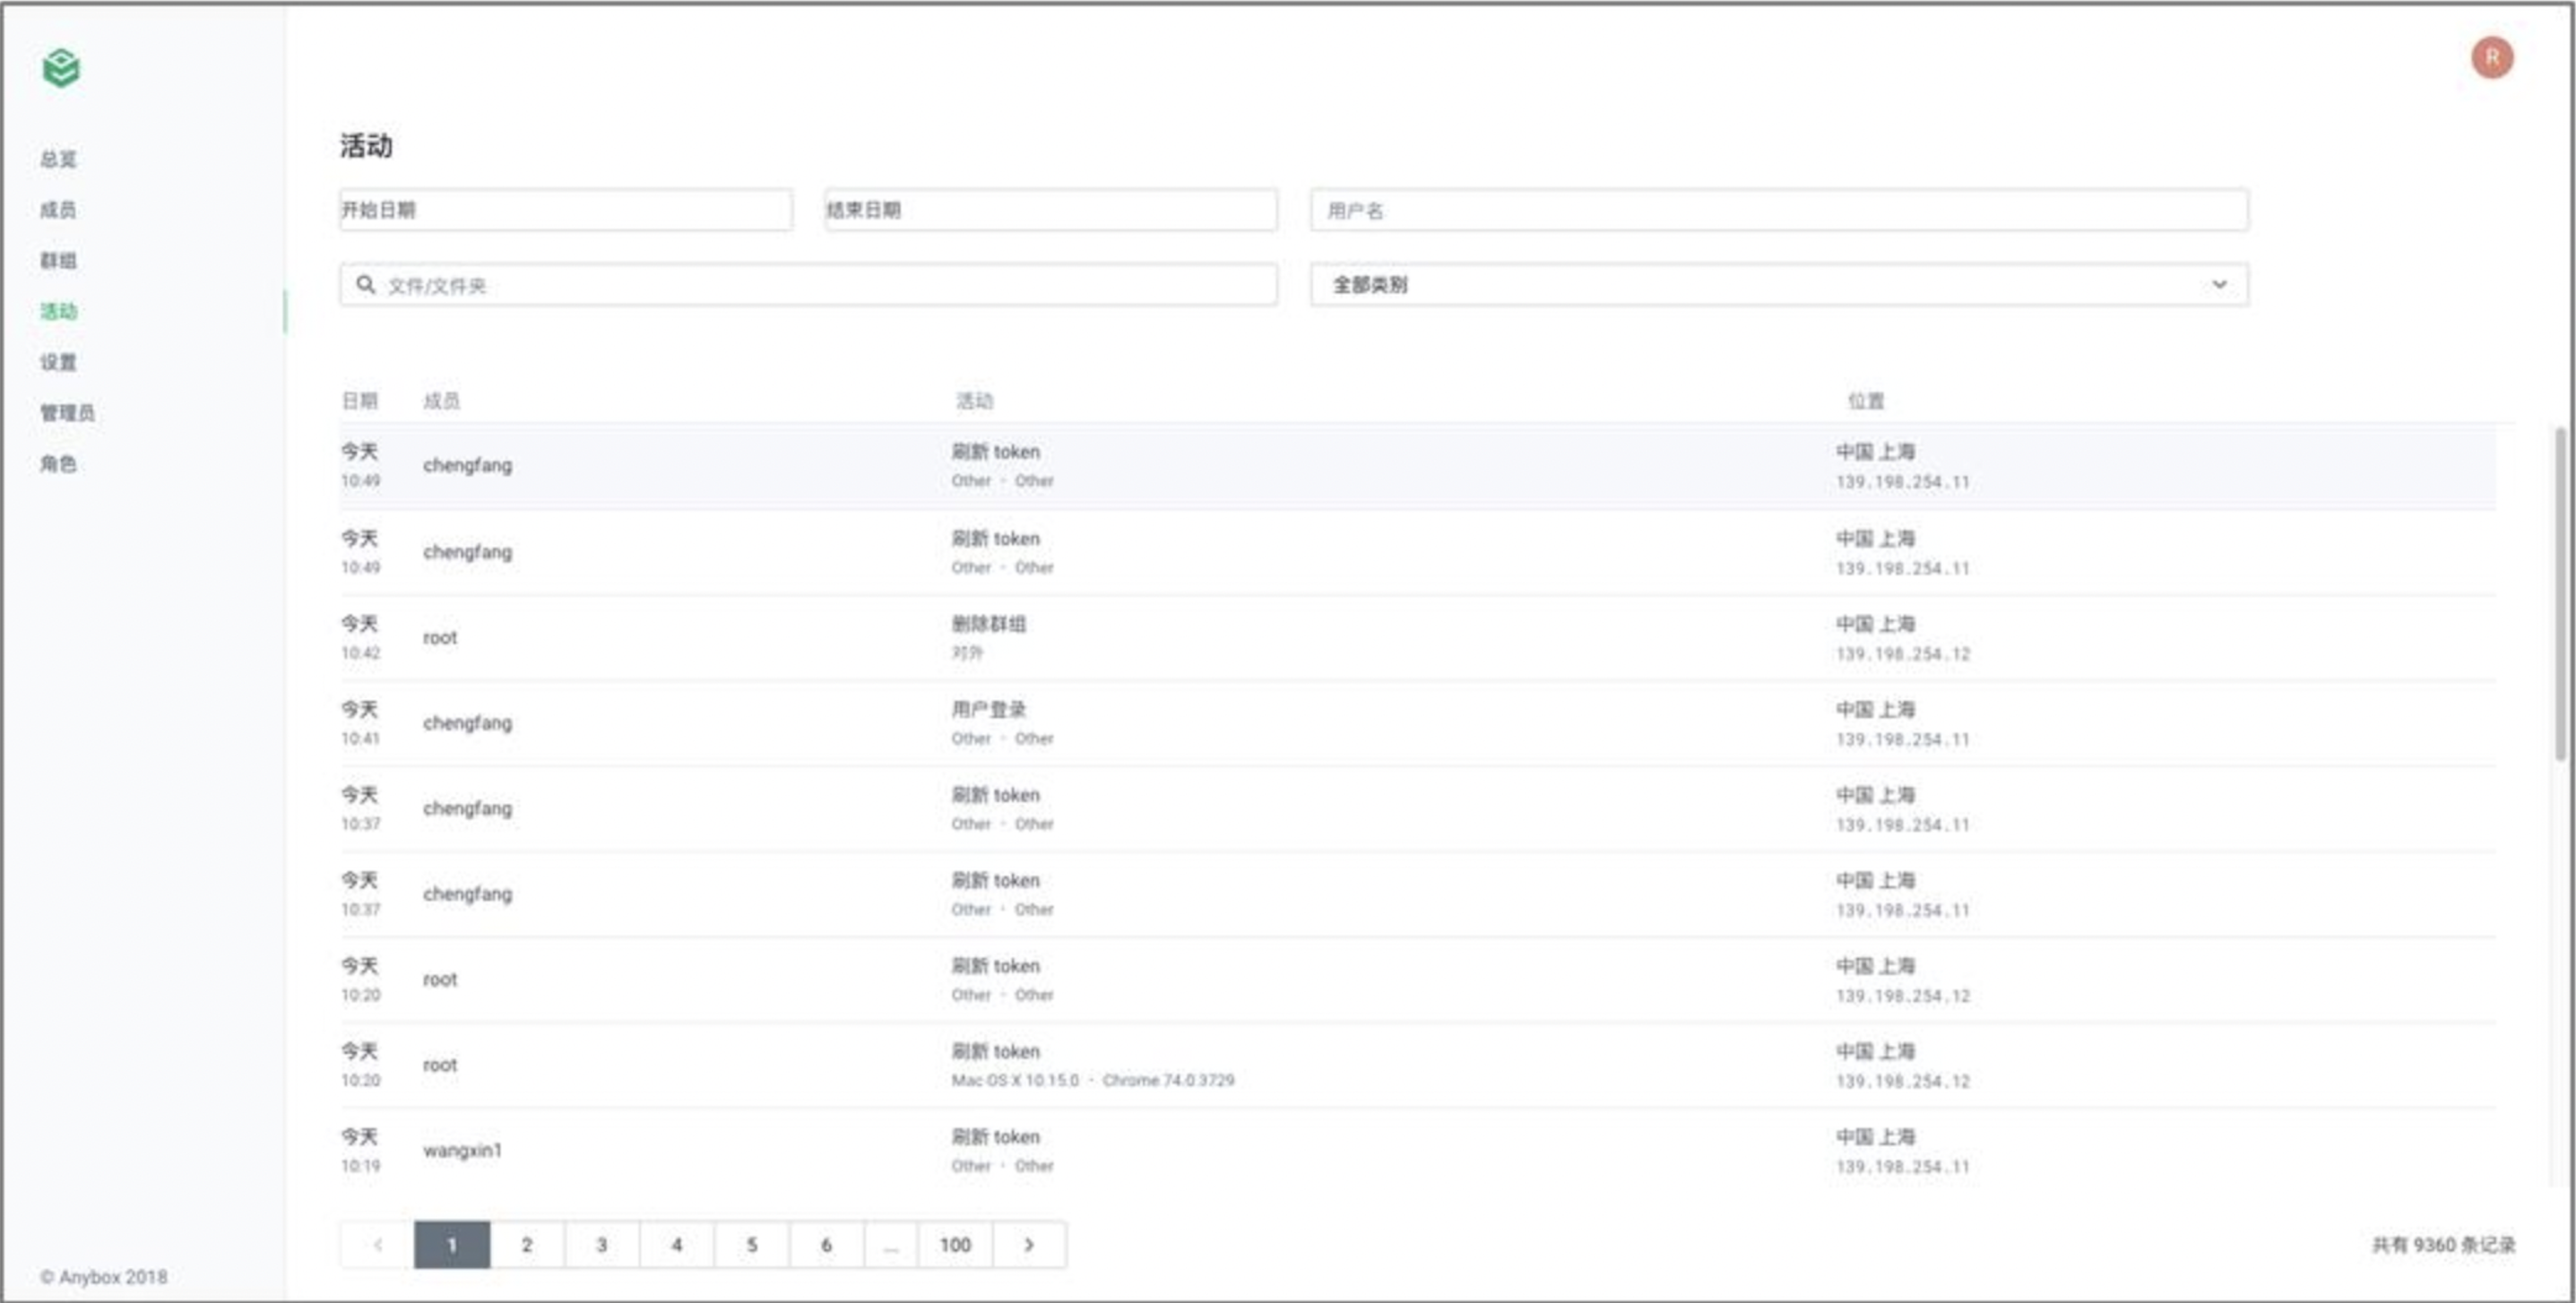 R
总览
成员
群组
活动
设置
管理员
角色
© Anybox 2018
活动
开始日期 结束日期 用户名
文件/文件夹 全部类别
日期 成员 活动 位置
今天 刷新 token 中国 上海
10:49 chengfang Other · Other 139.198.254.11
今天 刷新 token 中国 上海
10:49 chengfang Other · Other 139.198.254.11
今天 删除群组 中国 上海
10:42 root 对外 139.198.254.12
今天 用户登录 中国 上海
10:41 chengfang Other · Other 139.198.254.11
今天 刷新 token 中国 上海
10:37 chengfang Other · Other 139.198.254.11
今天 刷新 token 中国 上海
10:37 chengfang Other · Other 139.198.254.11
今天 刷新 token 中国 上海
10:20 root Other · Other 139.198.254.12
今天 刷新 token 中国 上海
10:20 root Mac OS X 10.15.0 · Chrome 74.0.3729 139.198.254.12
今天 刷新 token 中国 上海
10:19 wangxin1 Other · Other 139.198.254.11
< 1 2 3 4 5 6 ... 100 > 共有 9360 条记录